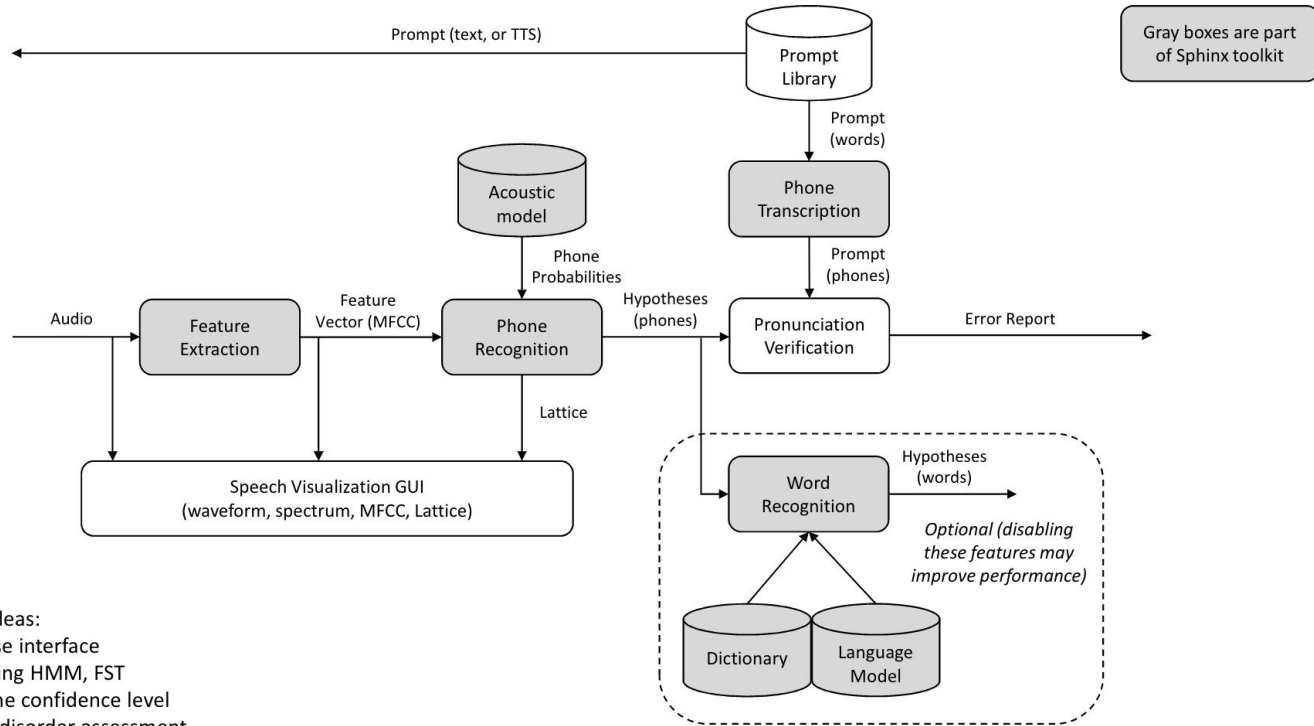 Prompt (text, or TTS)
Prompt
Library
Gray boxes are part
of Sphinx toolkit
Prompt
(words)
Acoustic
model
Phone
Transcription
Phone
Probabilities
Prompt
(phones)
Audio
Feature
Extraction
Feature
Vector (MFCC)
Phone
Recognition
Hypotheses
(phones)
Pronunciation
Verification
Error Report
Lattice
Speech Visualization GUI
(waveform, spectrum, MFCC, Lattice)
Word
Recognition
Hypotheses
(words)
Optional (disabling
these features may
improve performance)
Dictionary
Language
Model
interface
HMM, FST
confidence level
disorder assessment